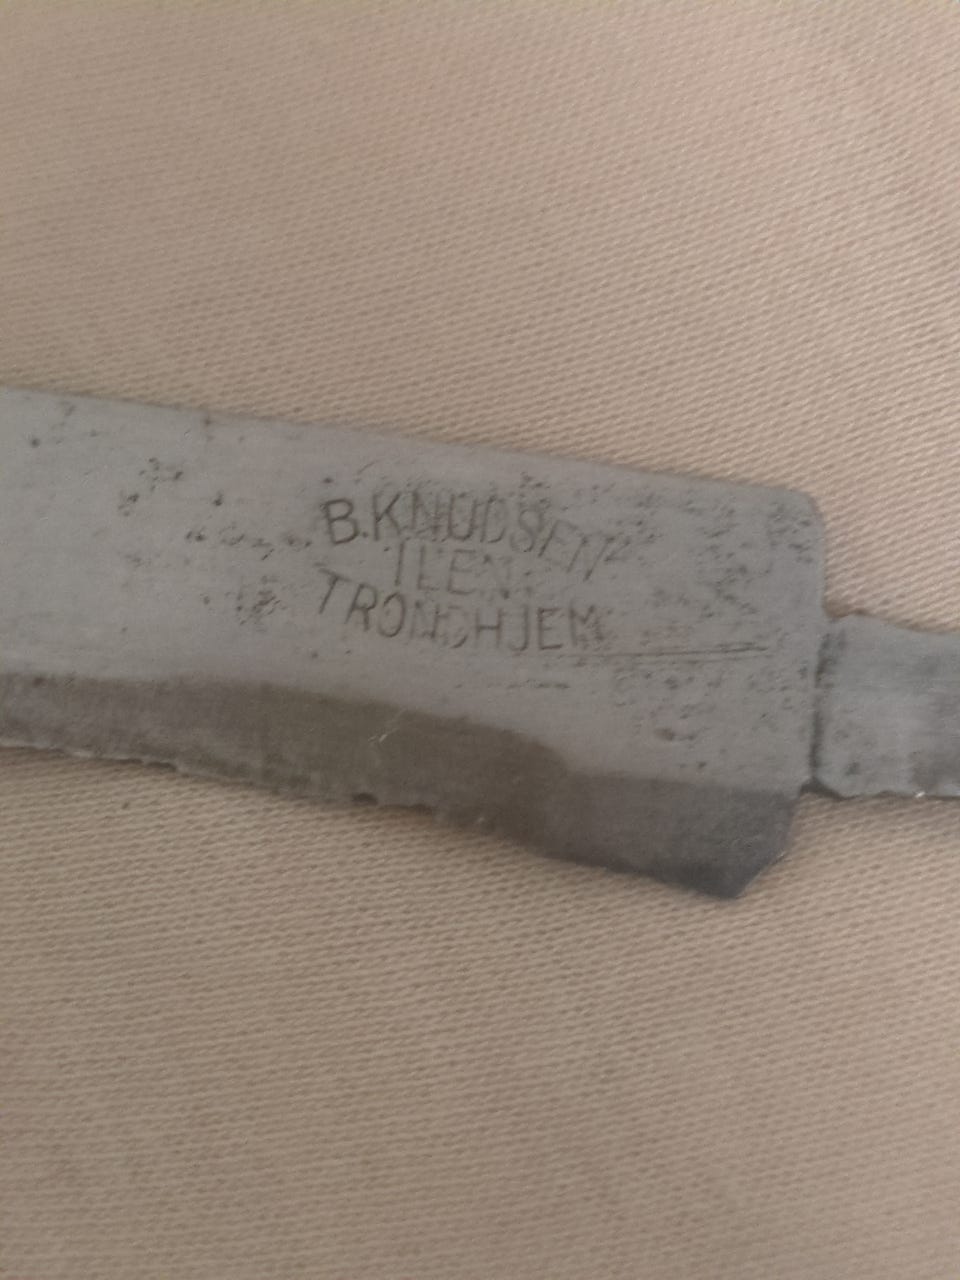 B. KNUDSEN
ILEN.
TRONDHJEM